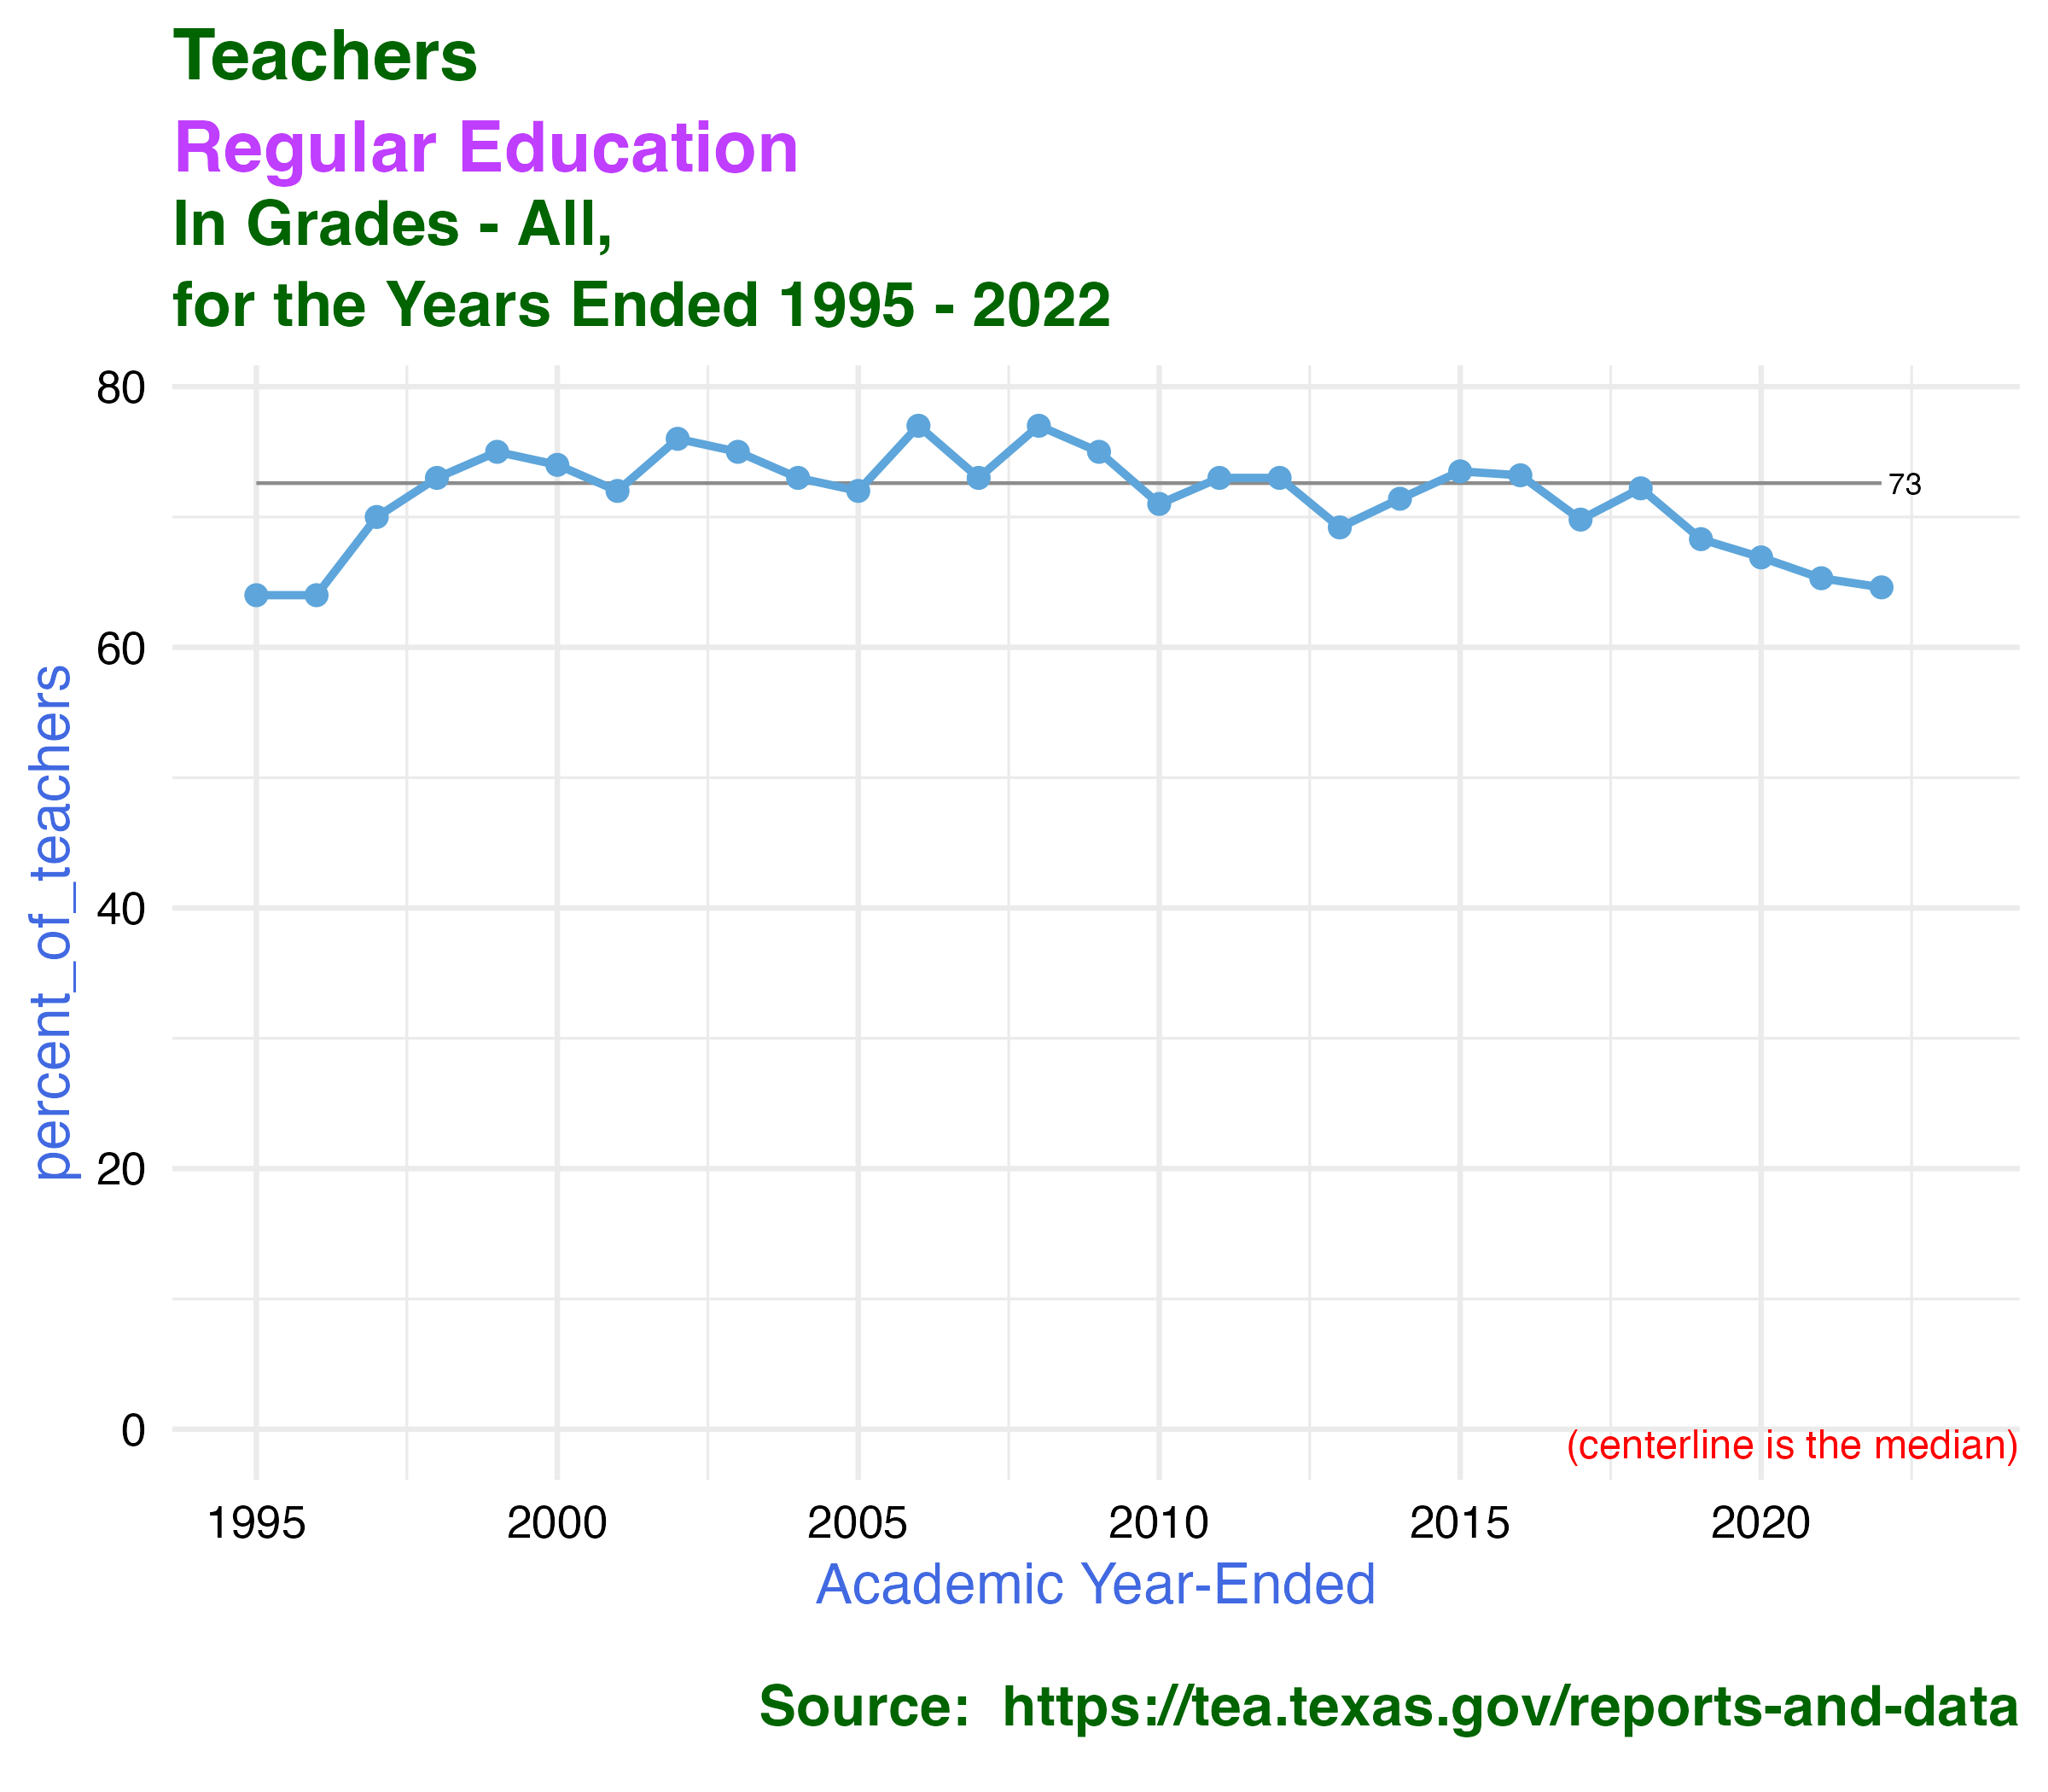 Teachers
Regular Education
In Grades - All,
for the Years Ended 1995 - 2022
80
73
60
40
20
0
percent_of_teachers
(centerline is the median)
1995 2000 2005 2010 2015 2020
Academic Year-Ended
Source:  https://tea.texas.gov/reports-and-data